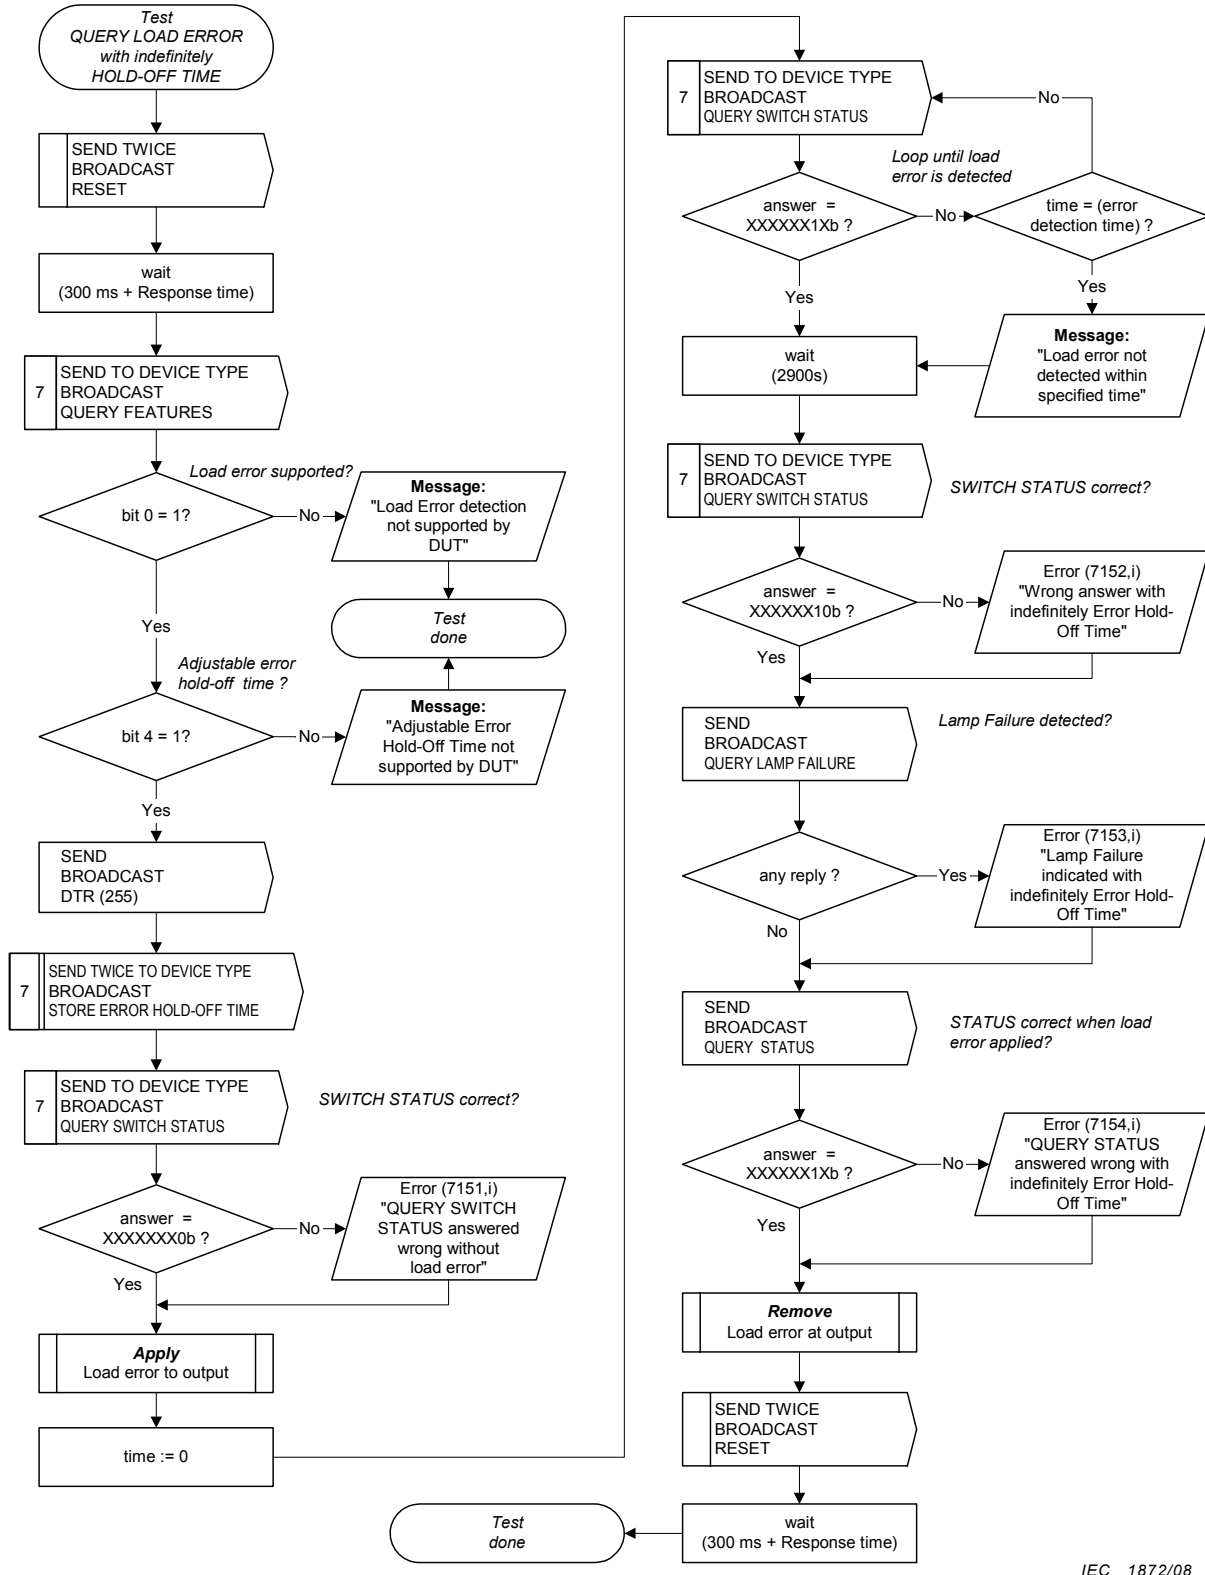 Test
QUERY LOAD ERROR
with indefinitely
HOLD-OFF TIME
SEND TWICE
BROADCAST
RESET
wait
(300 ms + Response time)
7
SEND TO DEVICE TYPE
BROADCAST
QUERY FEATURES
Load error supported?
bit 0 = 1?
No
Message:
"Load Error detection
not supported by
DUT"
Yes
Test
done
Adjustable error
hold-off time ?
bit 4 = 1?
No
Message:
"Adjustable Error
Hold-Off Time not
supported by DUT"
Yes
SEND
BROADCAST
DTR (255)
7
SEND TWICE TO DEVICE TYPE
BROADCAST
STORE ERROR HOLD-OFF TIME
7
SEND TO DEVICE TYPE
BROADCAST
QUERY SWITCH STATUS
SWITCH STATUS correct?
answer =
XXXXXXX0b ?
No
Error (7151,i)
"QUERY SWITCH
STATUS answered
wrong without
load error"
Yes
Apply
Load error to output
time := 0
7
SEND TO DEVICE TYPE
BROADCAST
QUERY SWITCH STATUS
No
Loop until load
error is detected
answer =
XXXXXX1Xb ?
No
time = (error
detection time) ?
Yes
Yes
wait
(2900s)
Message:
"Load error not
detected within
specified time"
7
SEND TO DEVICE TYPE
BROADCAST
QUERY SWITCH STATUS
SWITCH STATUS correct?
answer =
XXXXXX10b ?
No
Error (7152,i)
"Wrong answer with
indefinitely Error Hold-
Off Time"
Yes
SEND
BROADCAST
QUERY LAMP FAILURE
Lamp Failure detected?
any reply ?
Yes
Error (7153,i)
"Lamp Failure
indicated with
indefinitely Error Hold-
Off Time"
No
SEND
BROADCAST
QUERY STATUS
STATUS correct when load
error applied?
answer =
XXXXXX1Xb ?
No
Error (7154,i)
"QUERY STATUS
answered wrong with
indefinitely Error Hold-
Off Time"
Yes
Remove
Load error at output
SEND TWICE
BROADCAST
RESET
wait
(300 ms + Response time)
Test
done
IEC 1872/08